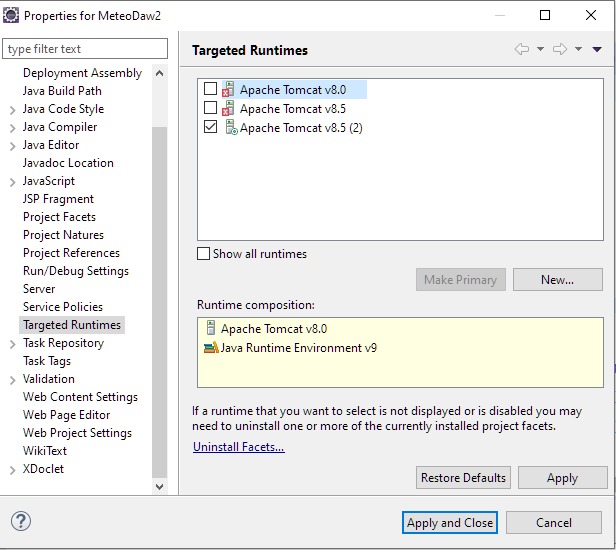 Properties for MeteoDaw2
type filter text
Deployment Assembly
Java Build Path
Java Code Style
Java Compiler
Java Editor
Javadoc Location
JavaScript
JSP Fragment
Project Facets
Project Natures
Project References
Run/Debug Settings
Server
Service Policies
Targeted Runtimes
Task Repository
Task Tags
Validation
Web Content Settings
Web Page Editor
Web Project Settings
WikiText
XDoclet
Targeted Runtimes
Apache Tomcat v8.0
Apache Tomcat v8.5
Apache Tomcat v8.5 (2)
Show all runtimes
Make Primary
New...
Runtime composition:
Apache Tomcat v8.0
Java Runtime Environment v9
If a runtime that you want to select is not displayed or is disabled you may
need to uninstall one or more of the currently installed project facets.
Uninstall Facets...
Restore Defaults
Apply
?
Apply and Close
Cancel